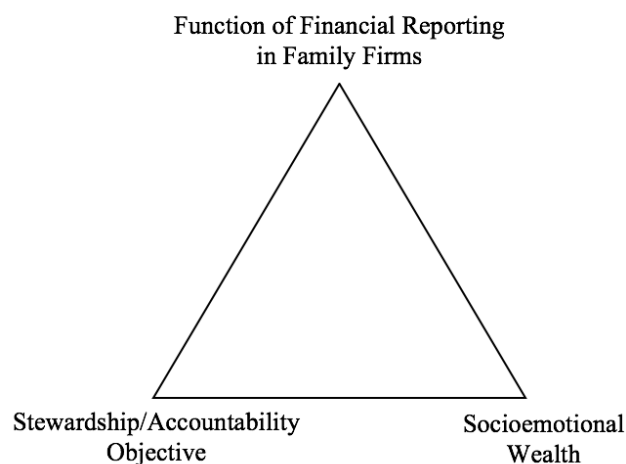 Function of Financial Reporting
in Family Firms
Stewardship/Accountability
Objective
Socioemotional
Wealth